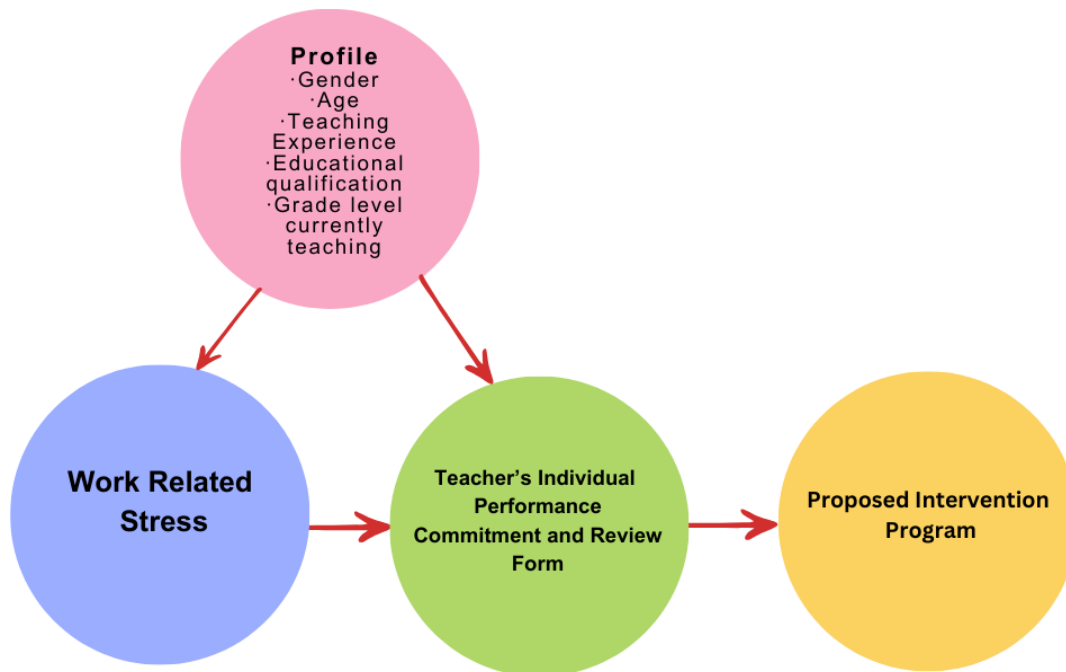 Profile
·Gender
·Age
·Teaching
Experience
·Educational
qualification
·Grade level
currently
teaching
Work Related
Stress
Teacher’s Individual
Performance
Commitment and Review
Form
Proposed Intervention
Program